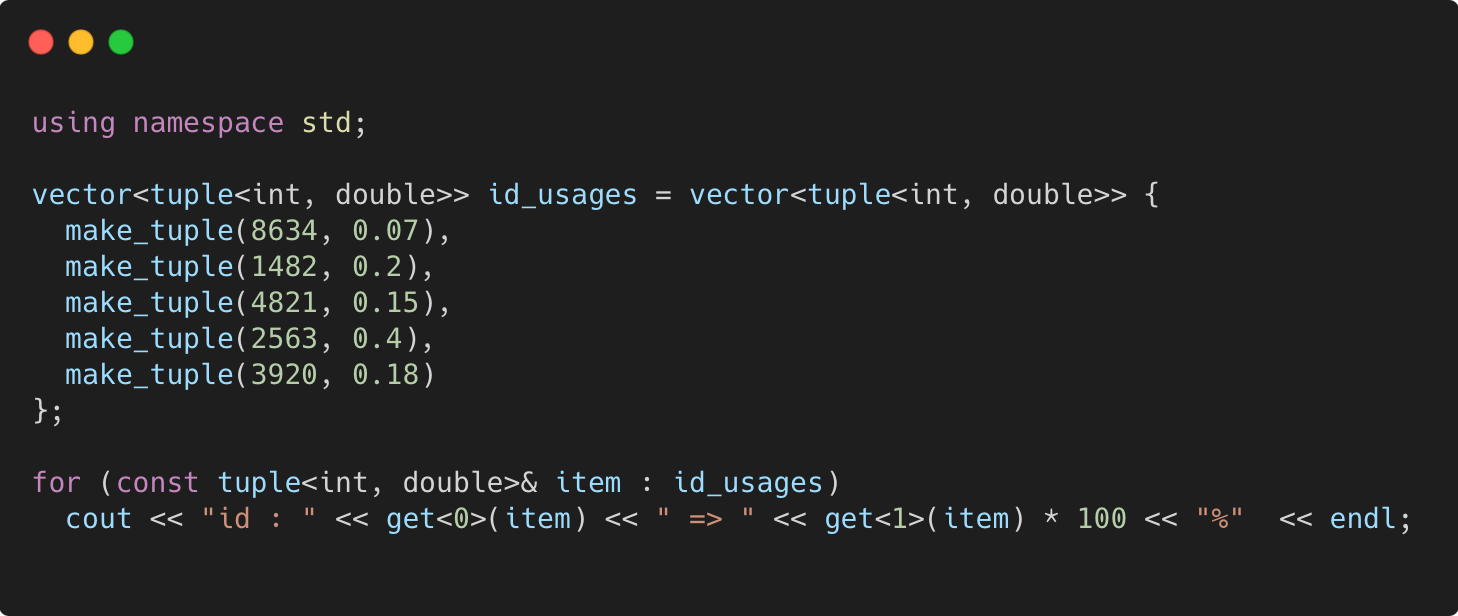 using namespace std;
vector<tuple<int, double>> id_usages = vector<tuple<int, double>> {
  make_tuple(8634, 0.07),
  make_tuple(1482, 0.2),
  make_tuple(4821, 0.15),
  make_tuple(2563, 0.4),
  make_tuple(3920, 0.18)
};
for (const tuple<int, double>& item : id_usages)
  cout << "id : " << get<0>(item) << " => " << get<1>(item) * 100 << "%"  << endl;